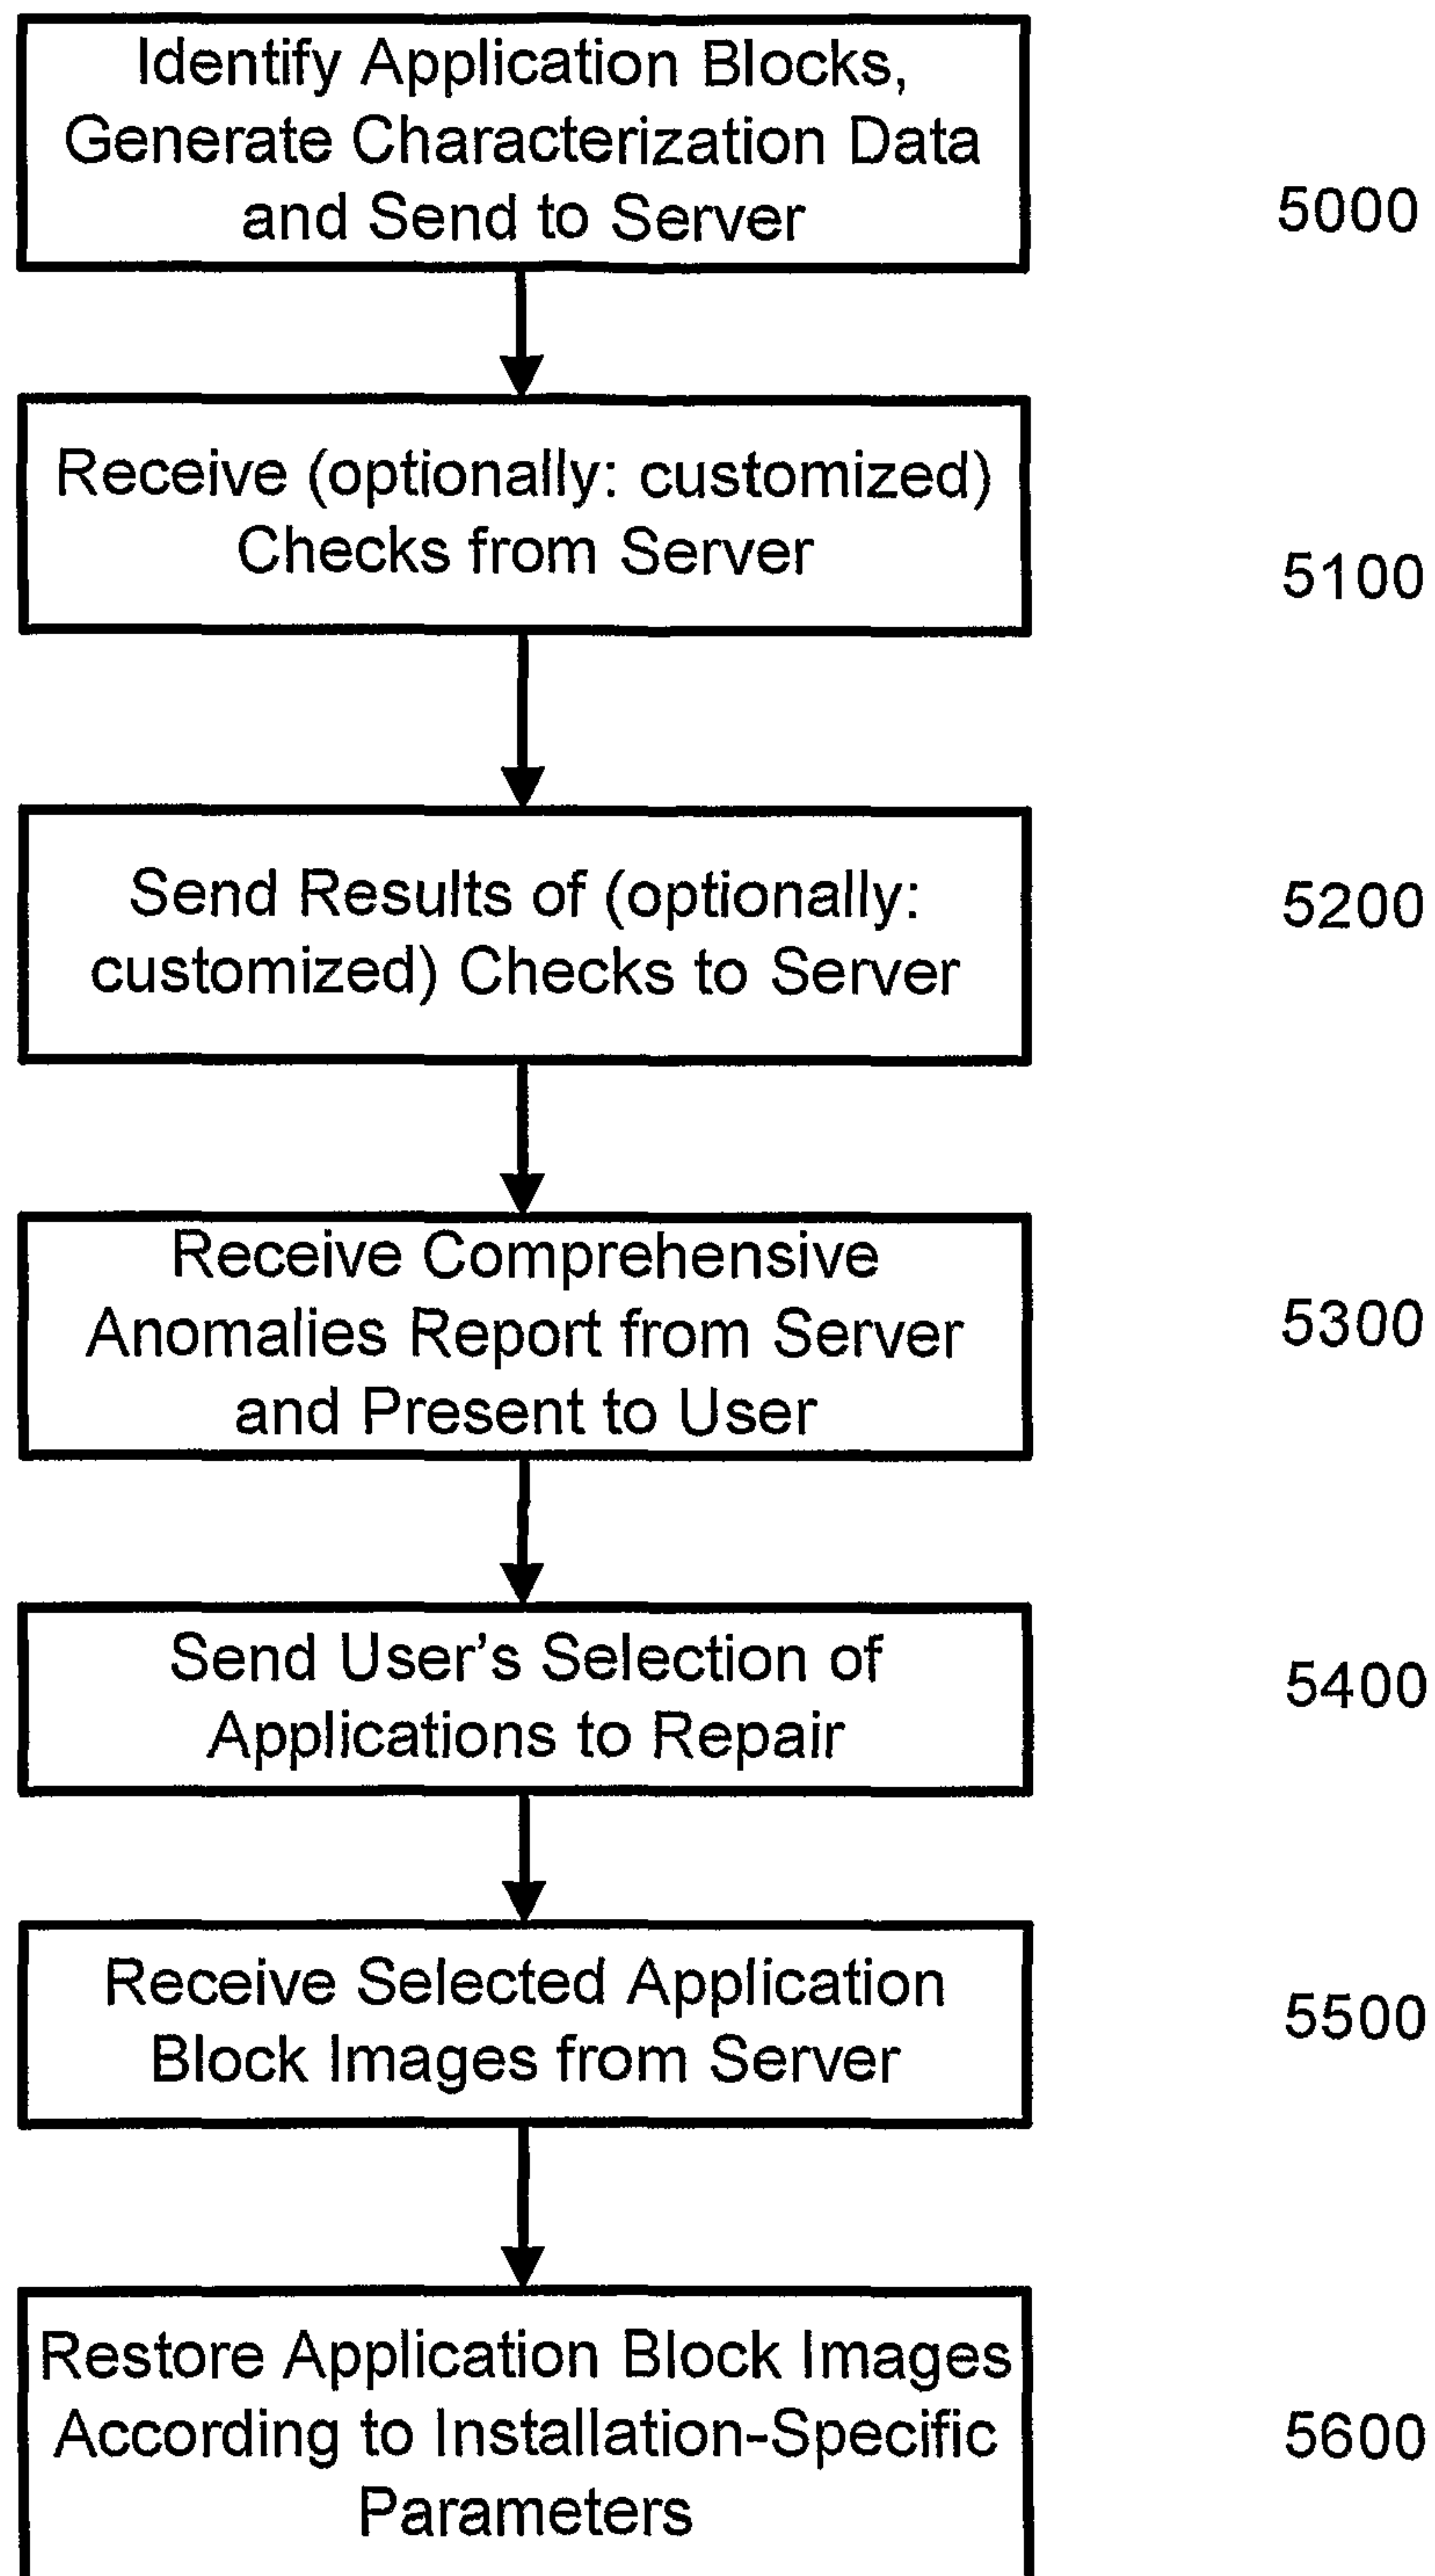 Identify Application Blocks,
Generate Characterization Data
and Send to Server
5000
Receive (optionally: customized)
Checks from Server
5100
Send Results of (optionally:
customized) Checks to Server
5200
Receive Comprehensive
Anomalies Report from Server
and Present to User
5300
Send User's Selection of
Applications to Repair
5400
Receive Selected Application
Block Images from Server
5500
Restore Application Block Images
According to Installation-Specific
Parameters
5600